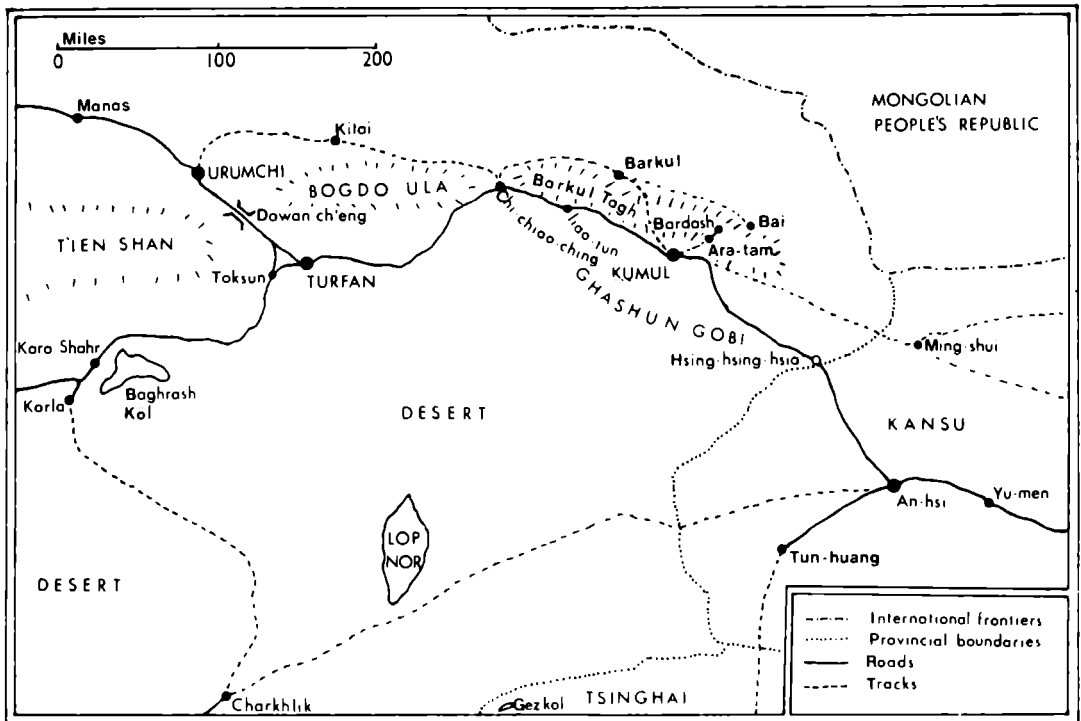 Miles
0 100 200
Manas
Kitai
URUMCHI
BOGDO ULA
Dawan ch'eng
TIEN SHAN
Toksun
TURFAN
Barkul
Barkul Tagh
Bardash
Bai
Ara-tam
Chi-chiao-ching
Liao-tun
KUMUL
GHASHUN GOBI
MONGOLIAN
PEOPLE'S REPUBLIC
Hsing-hsing-hsia
Ming-shui
Kara Shahr
Baghrash
Kol
Korla
DESERT
KANSU
An-hsi
Yu-men
Tun-huang
LOP
NOR
DESERT
Charkhlik
Gezkol
TSINGHAI
International frontiers
Provincial boundaries
Roads
Tracks